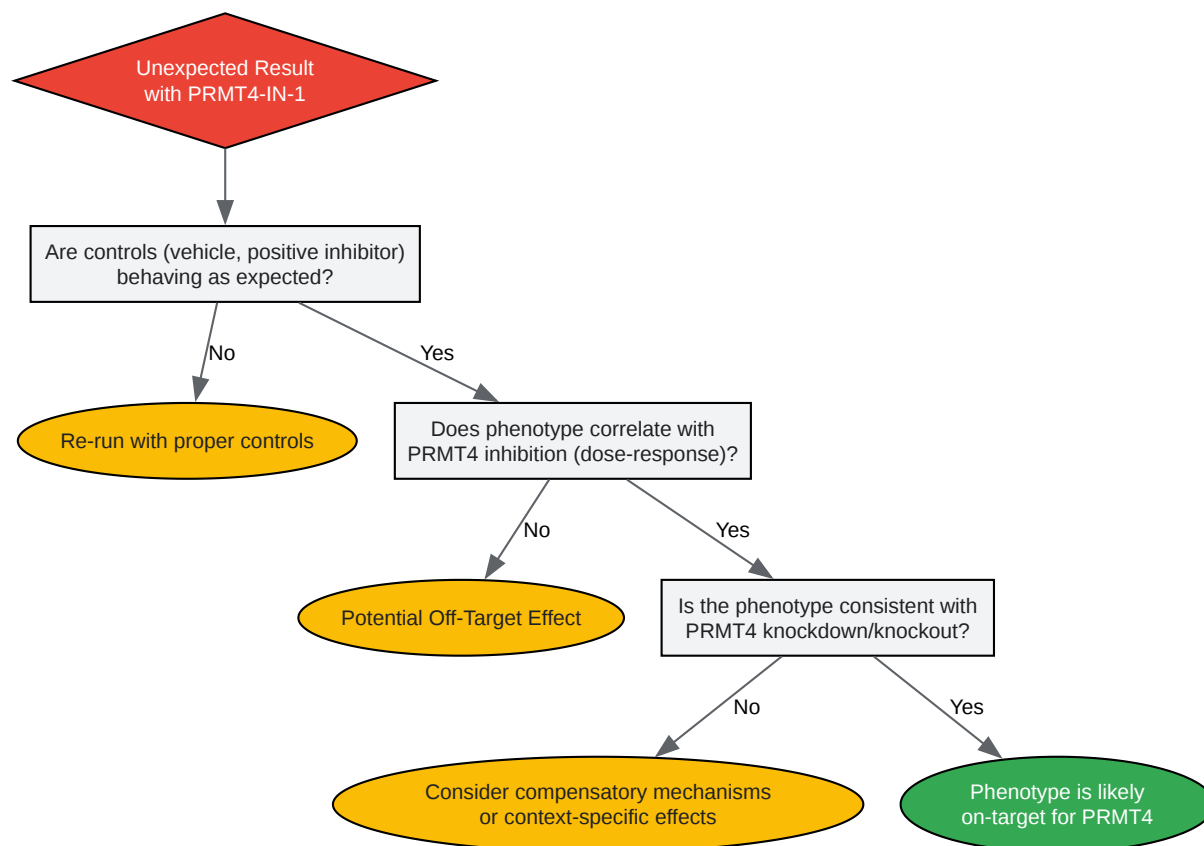 Unexpected Result
with PRMT4-IN-1
Are controls (vehicle, positive inhibitor)
behaving as expected?
No
Yes
Re-run with proper controls
Does phenotype correlate with
PRMT4 inhibition (dose-response)?
No
Yes
Potential Off-Target Effect
Is the phenotype consistent with
PRMT4 knockdown/knockout?
No
Yes
Consider compensatory mechanisms
or context-specific effects
Phenotype is likely
on-target for PRMT4